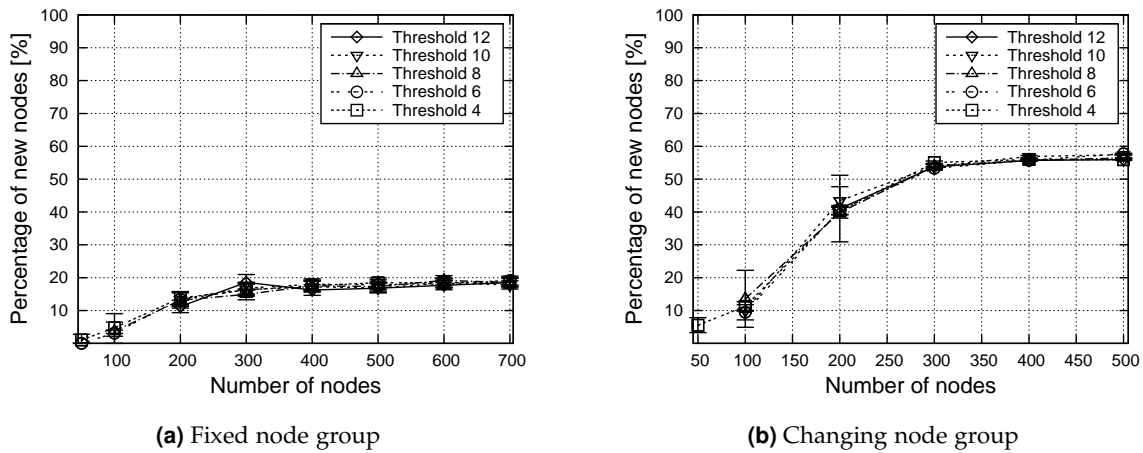 Percentage of new nodes [%]
100
90
80
70
60
50
40
30
20
10
100 200 300 400 500 600 700
Number of nodes
Threshold 12
Threshold 10
Threshold 8
Threshold 6
Threshold 4
(a) Fixed node group
Percentage of new nodes [%]
100
90
80
70
60
50
40
30
20
10
50 100 150 200 250 300 350 400 450 500
Number of nodes
Threshold 12
Threshold 10
Threshold 8
Threshold 6
Threshold 4
(b) Changing node group